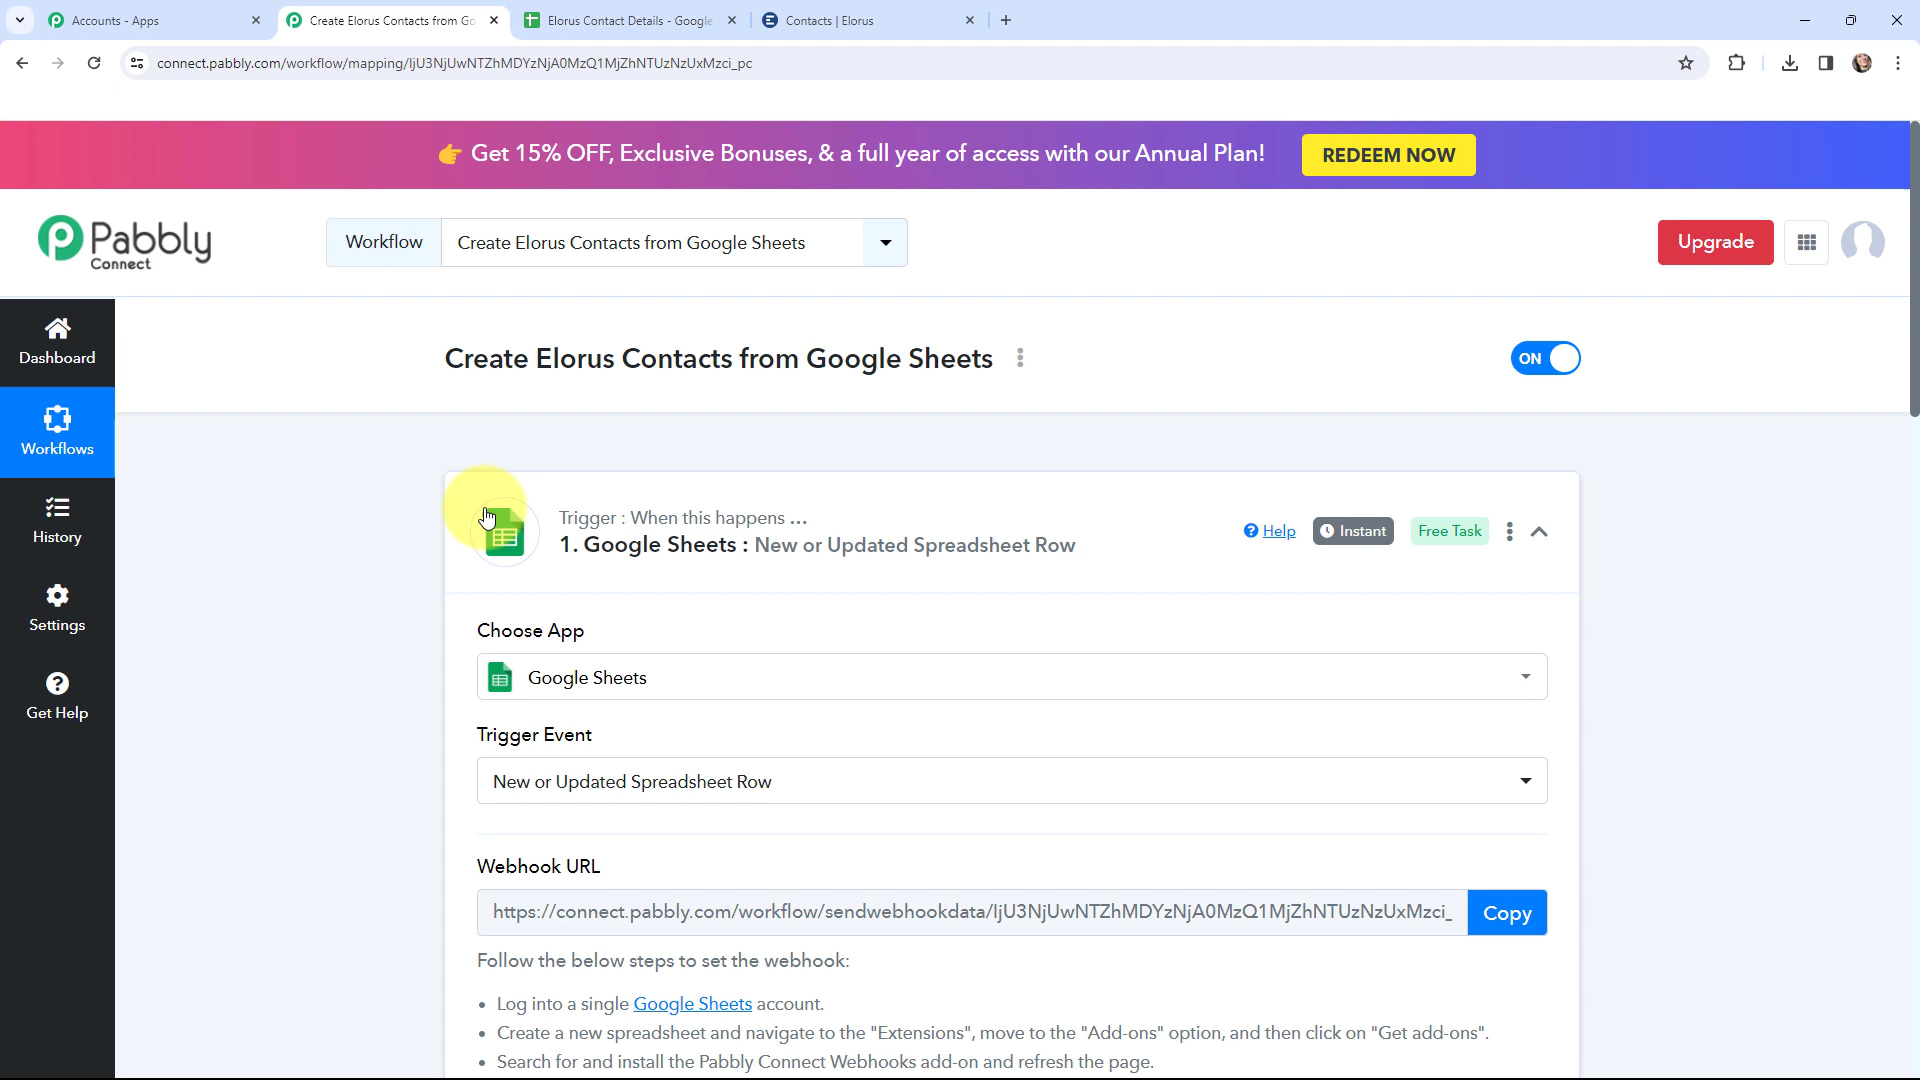 Accounts - Apps
Create Elorus Contacts from Go
Elorus Contact Details - Google
Contacts | Elorus
connect.pabbly.com/workflow/mapping/IjU3NjUwNTZhMDYzNjA0MzQ1MjZhNTUzNzUxMzci_pc
Get 15% OFF, Exclusive Bonuses, & a full year of access with our Annual Plan!
REDEEM NOW
Pabbly
Connect
Workflow
Create Elorus Contacts from Google Sheets
Upgrade
Dashboard
Workflows
History
Settings
Get Help
Create Elorus Contacts from Google Sheets
ON
Trigger : When this happens ...
1. Google Sheets : New or Updated Spreadsheet Row
Help
Instant
Free Task
Choose App
Google Sheets
Trigger Event
New or Updated Spreadsheet Row
Webhook URL
https://connect.pabbly.com/workflow/sendwebhookdata/IjU3NjUwNTZhMDYzNjA0MzQ1MjZhNTUzNzUxMzci_
Copy
Follow the below steps to set the webhook:
• Log into a single Google Sheets account.
• Create a new spreadsheet and navigate to the "Extensions", move to the "Add-ons" option, and then click on "Get add-ons".
• Search for and install the Pabbly Connect Webhooks add-on and refresh the page.